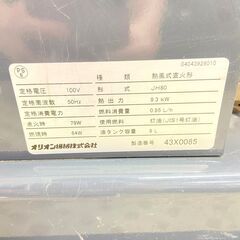 04043928010
種類 熱風式直火形
定格電圧 100V 形式 JH80
定格周波数 50Hz 熱出力 9.3 kW
定格消費電力 燃料消費量 0.95 L/h
点火時 79W 使用燃料 灯油(JIS1号灯油)
燃焼時 64W 油タンク容量 9 L
オリオン機械株式会社 製造番号 43X0085